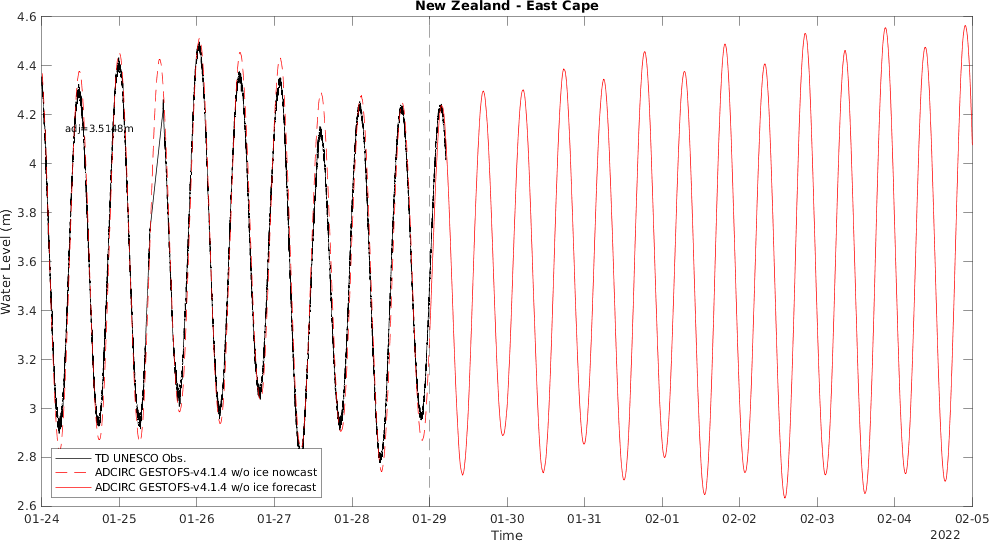 New Zealand - East Cape
4.6
4.4
4.2
4
3.8
3.6
3.4
3.2
3
2.8
2.6
Water Level (m)
adj=3.5148m
TD UNESCO Obs.
ADCIRC GESTOFS-v4.1.4 w/o ice nowcast
ADCIRC GESTOFS-v4.1.4 w/o ice forecast
01-24 01-25 01-26 01-27 01-28 01-29 01-30 01-31 02-01 02-02 02-03 02-04 02-05
Time
2022